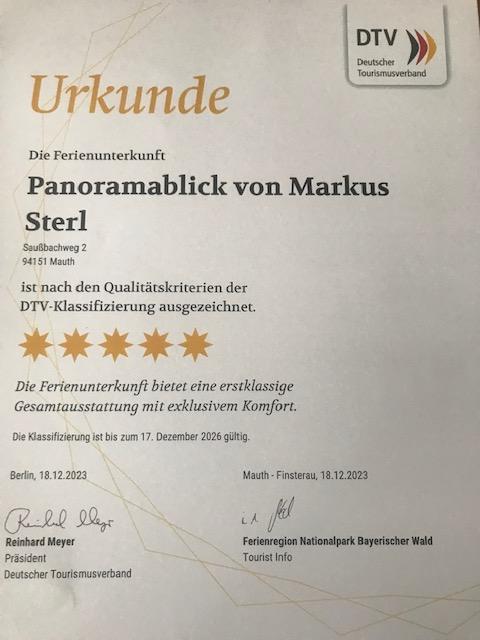 DTV
Deutscher
Tourismusverband
Urkunde
Die Ferienunterkunft
Panoramablick von Markus
Sterl
Saußbachweg 2
94151 Mauth
ist nach den Qualitätskriterien der
DTV-Klassifizierung ausgezeichnet.
Die Ferienunterkunft bietet eine erstklassige
Gesamtausstattung mit exklusivem Komfort.
Die Klassifizierung ist bis zum 17. Dezember 2026 gültig.
Berlin, 18.12.2023
Mauth - Finsterau, 18.12.2023
Reinhard Meyer
Reinhard Meyer
Präsident
Deutscher Tourismusverband
Ferienregion Nationalpark Bayerischer Wald
Tourist Info